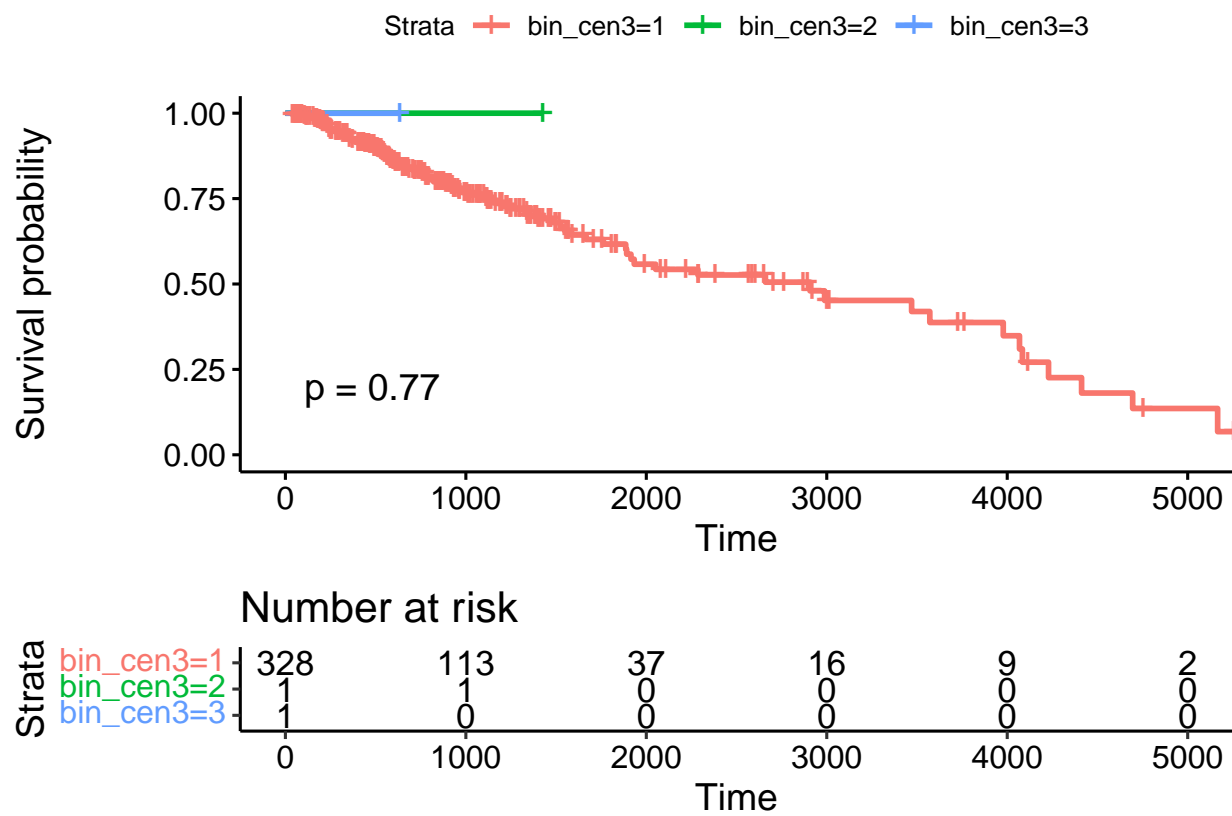 Strata bin_cen3=1 bin_cen3=2 bin_cen3=3
Survival probability
1.00
0.75
0.50
0.25
0.00
p = 0.77
0 1000 2000 3000 4000 5000
Time
Number at risk
Strata
bin_cen3=1 328 113 37 16 9 2
bin_cen3=2 1 1 0 0 0 0
bin_cen3=3 1 0 0 0 0 0
0 1000 2000 3000 4000 5000
Time